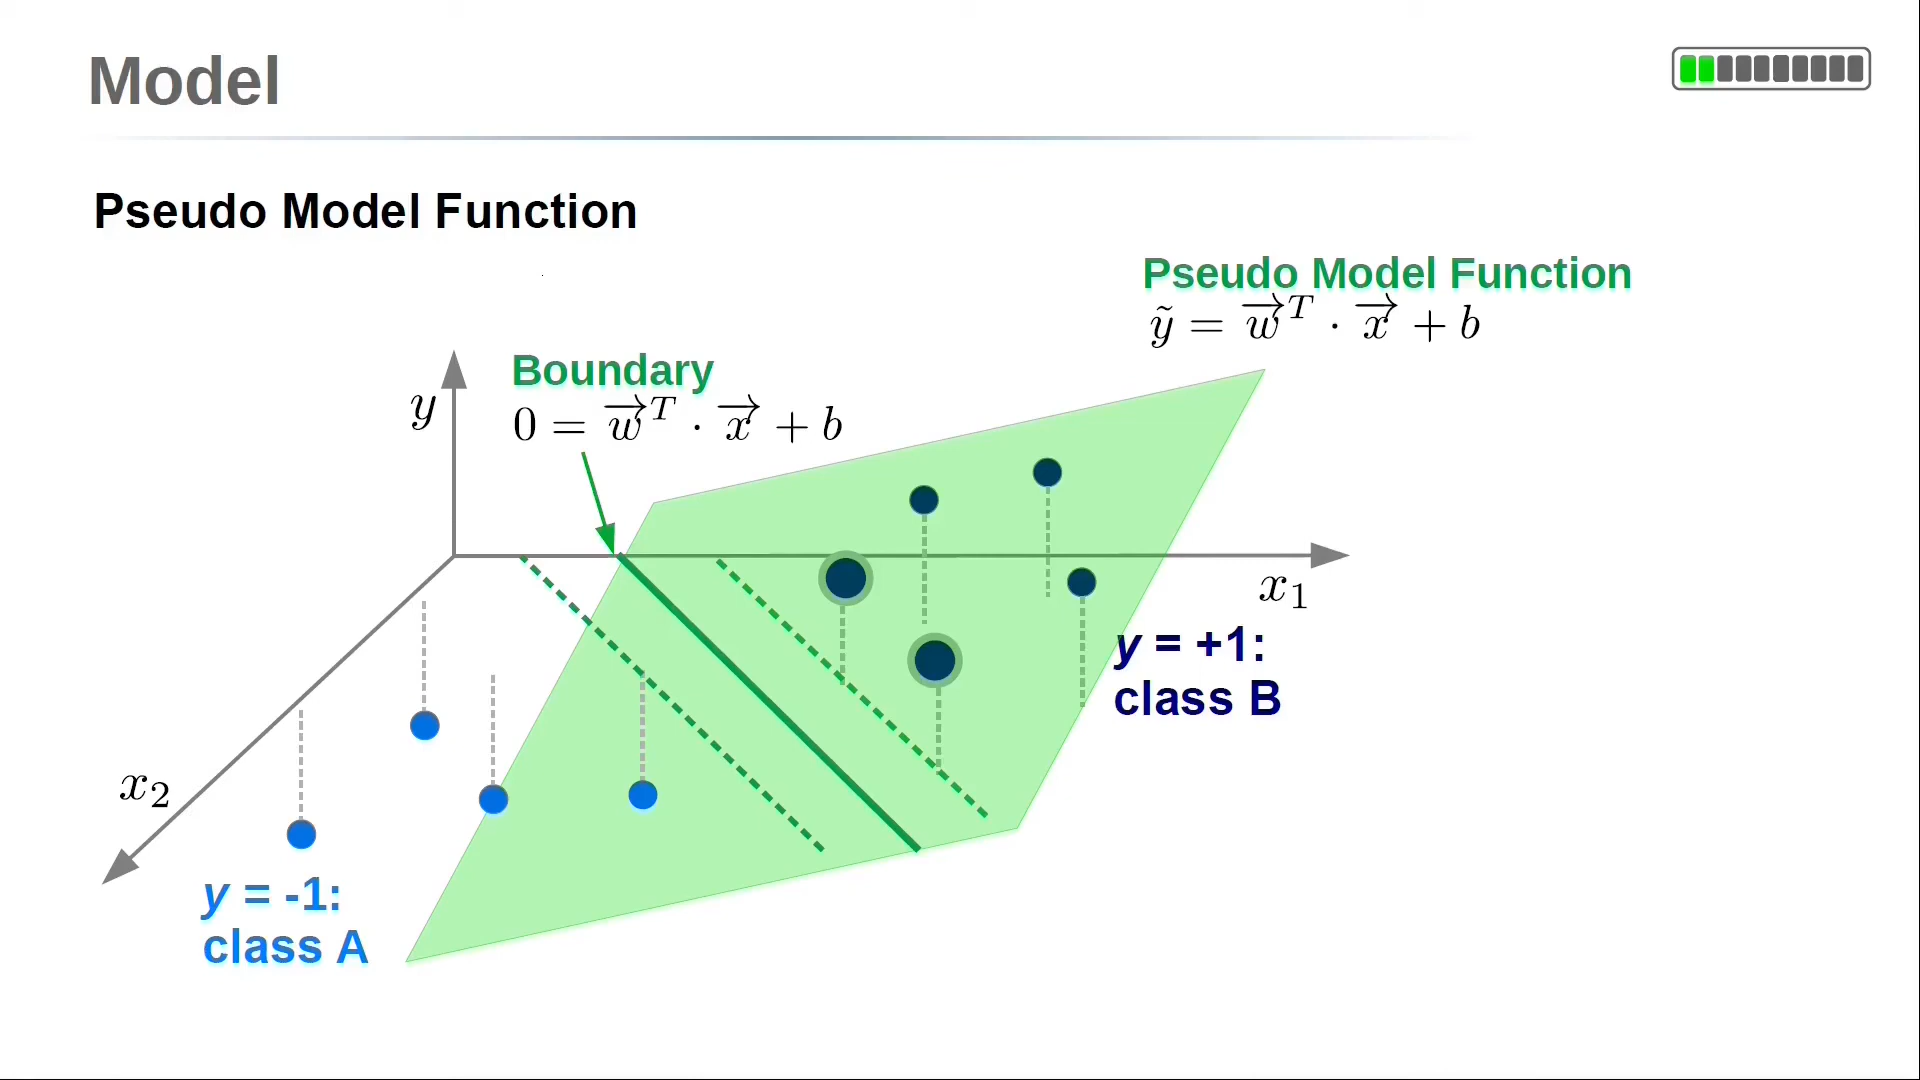 Model
Pseudo Model Function
Pseudo Model Function
ỹ = w⃗ᵀ · x⃗ + b
Boundary
0 = w⃗ᵀ · x⃗ + b
y
x₁
y = +1:
class B
x₂
y = -1:
class A